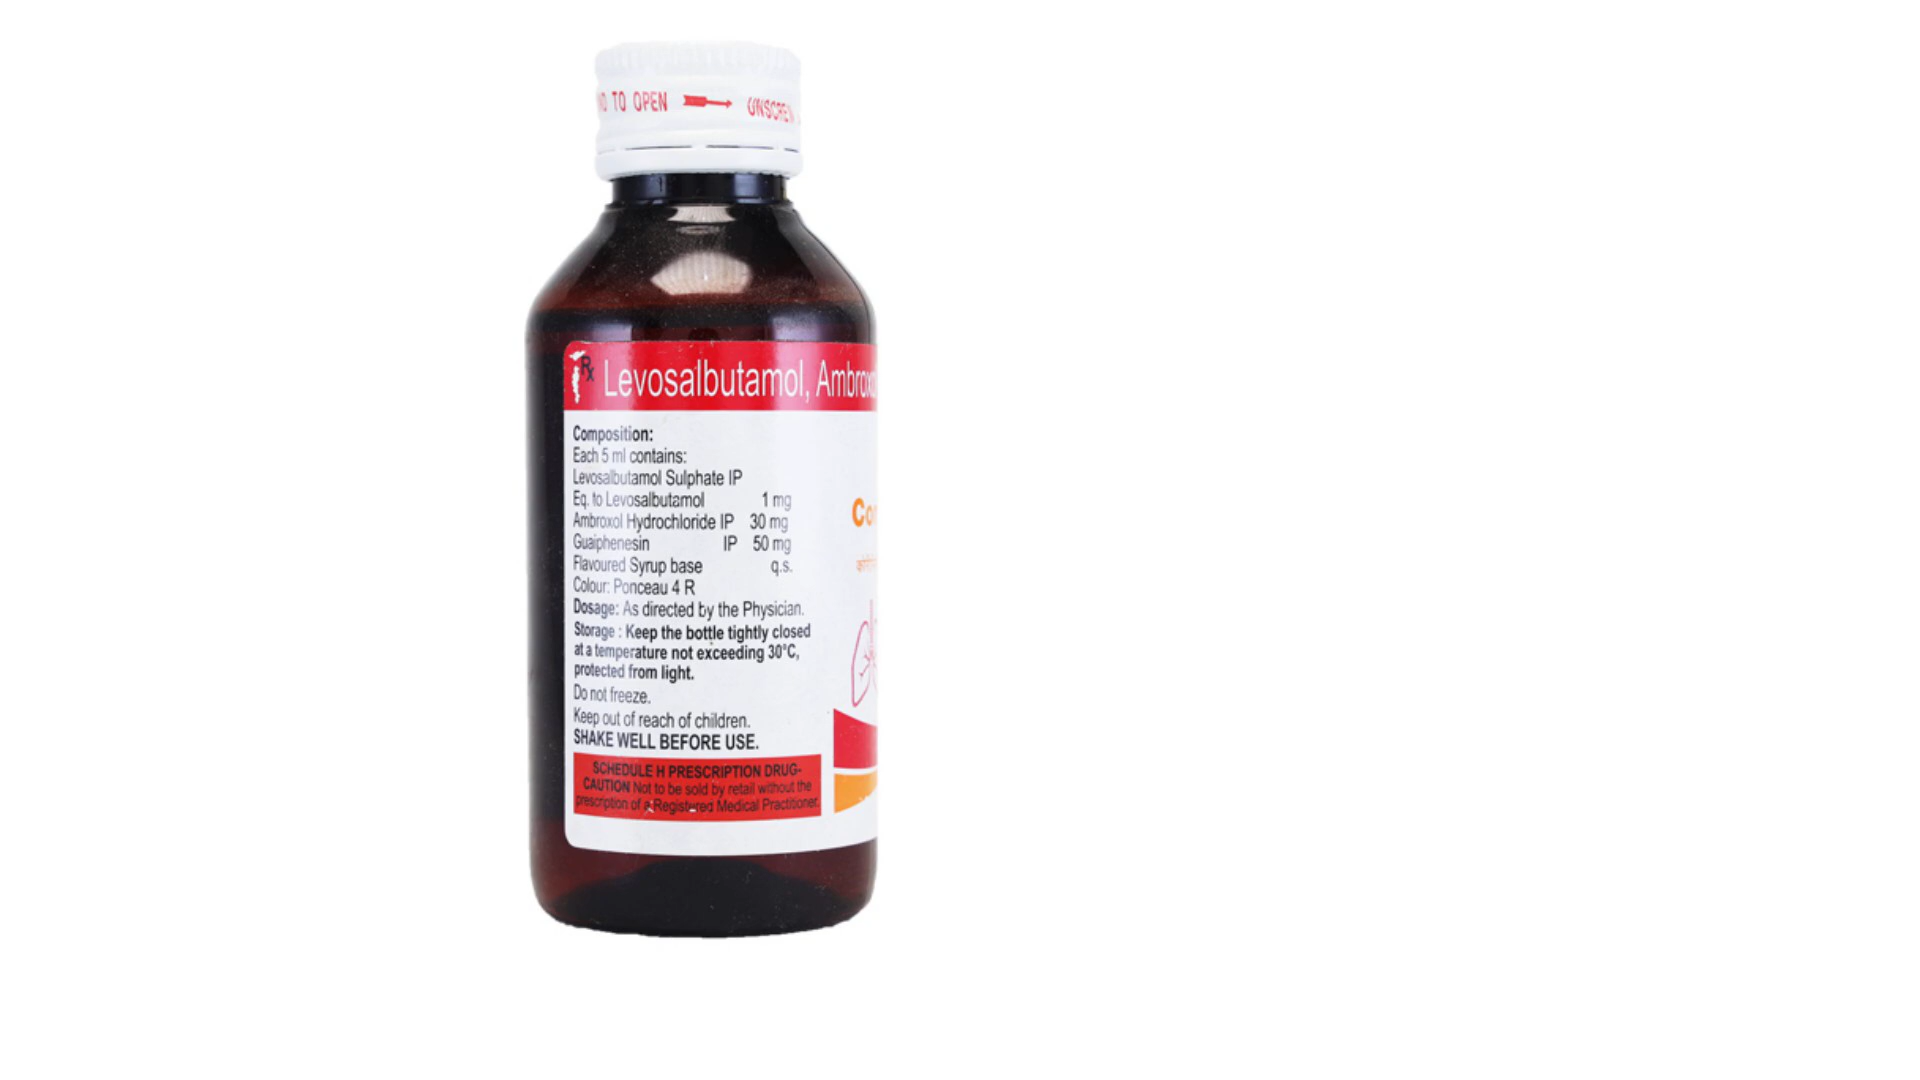 TO OPEN
Rx Levosalbutamol,
Composition:
Each 5 ml contains:
Levosalbutamol Sulphate IP
Eq. to Levosalbutamol 1 mg
Ambroxol Hydrochloride IP 30 mg
Guaiphenesin IP 50 mg
Flavoured Syrup base q.s.
Colour: Ponceau 4 R
Dosage: As directed by the Physician.
Storage : Keep the bottle tightly closed
at a temperature not exceeding 30°C,
protected from light.
Do not freeze.
Keep out of reach of children.
SHAKE WELL BEFORE USE.
SCHEDULE H PRESCRIPTION DRUG-
CAUTION Not to be sold by retail without the
prescription of a Registered Medical Practitioner.